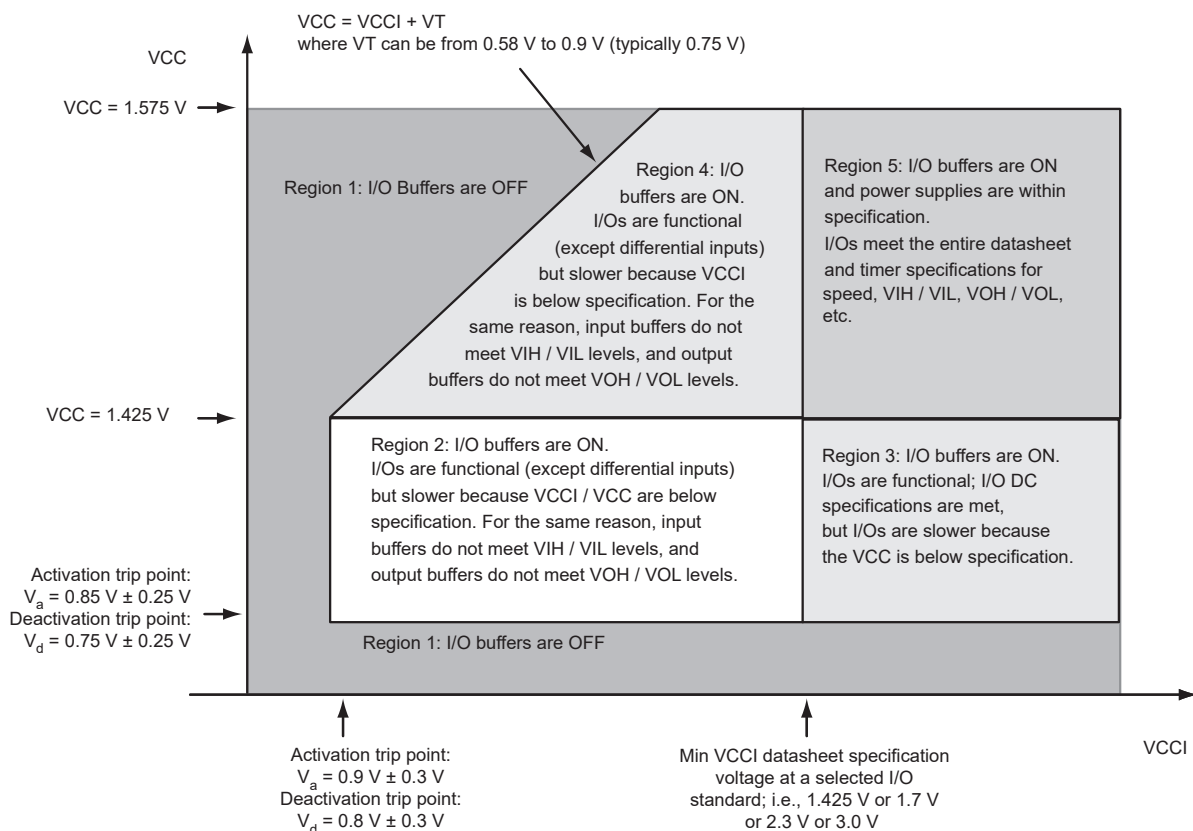 VCC = VCCI + VT
where VT can be from 0.58 V to 0.9 V (typically 0.75 V)
VCC
VCC = 1.575 V
Region 1: I/O Buffers are OFF
Region 4: I/O
buffers are ON.
I/Os are functional
(except differential inputs)
but slower because VCCI
is below specification. For the
same reason, input buffers do not
meet VIH / VIL levels, and output
buffers do not meet VOH / VOL levels.
Region 5: I/O buffers are ON
and power supplies are within
specification.
I/Os meet the entire datasheet
and timer specifications for
speed, VIH / VIL, VOH / VOL,
etc.
VCC = 1.425 V
Region 2: I/O buffers are ON.
I/Os are functional (except differential inputs)
but slower because VCCI / VCC are below
specification. For the same reason, input
buffers do not meet VIH / VIL levels, and
output buffers do not meet VOH / VOL levels.
Region 3: I/O buffers are ON.
I/Os are functional; I/O DC
specifications are met,
but I/Os are slower because
the VCC is below specification.
Activation trip point:
Va = 0.85 V ± 0.25 V
Deactivation trip point:
Vd = 0.75 V ± 0.25 V
Region 1: I/O buffers are OFF
Activation trip point:
Va = 0.9 V ± 0.3 V
Deactivation trip point:
Vd = 0.8 V ± 0.3 V
Min VCCI datasheet specification
voltage at a selected I/O
standard; i.e., 1.425 V or 1.7 V
or 2.3 V or 3.0 V
VCCI